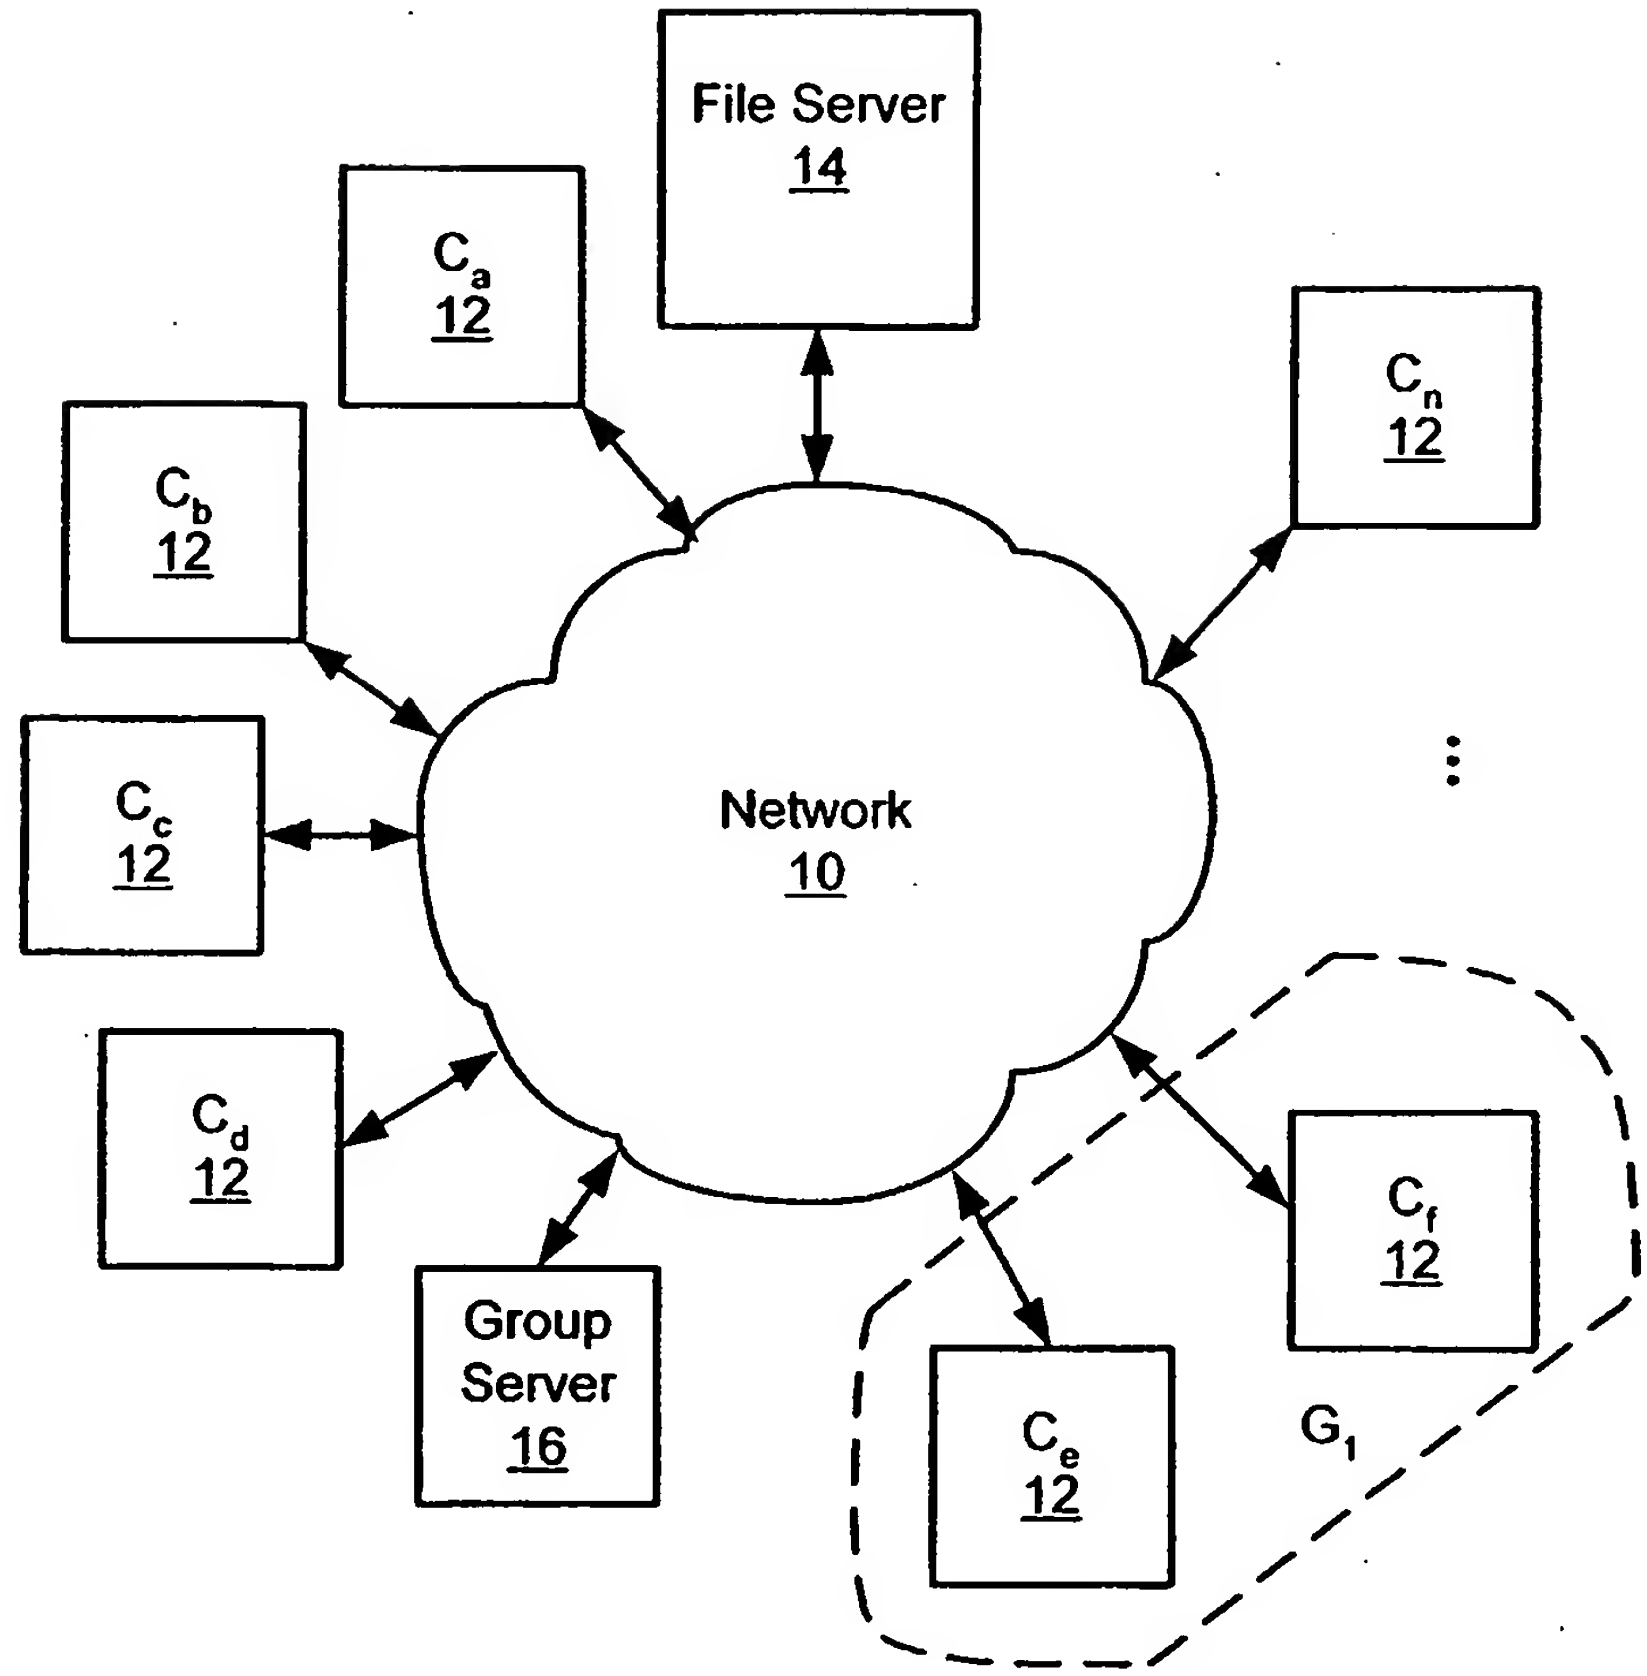 File Server
14
Ca
12
Cn
12
Cb
12
Cc
12
Network
10
...
Cd
12
Cf
12
Group
Server
16
Ce
12
G1